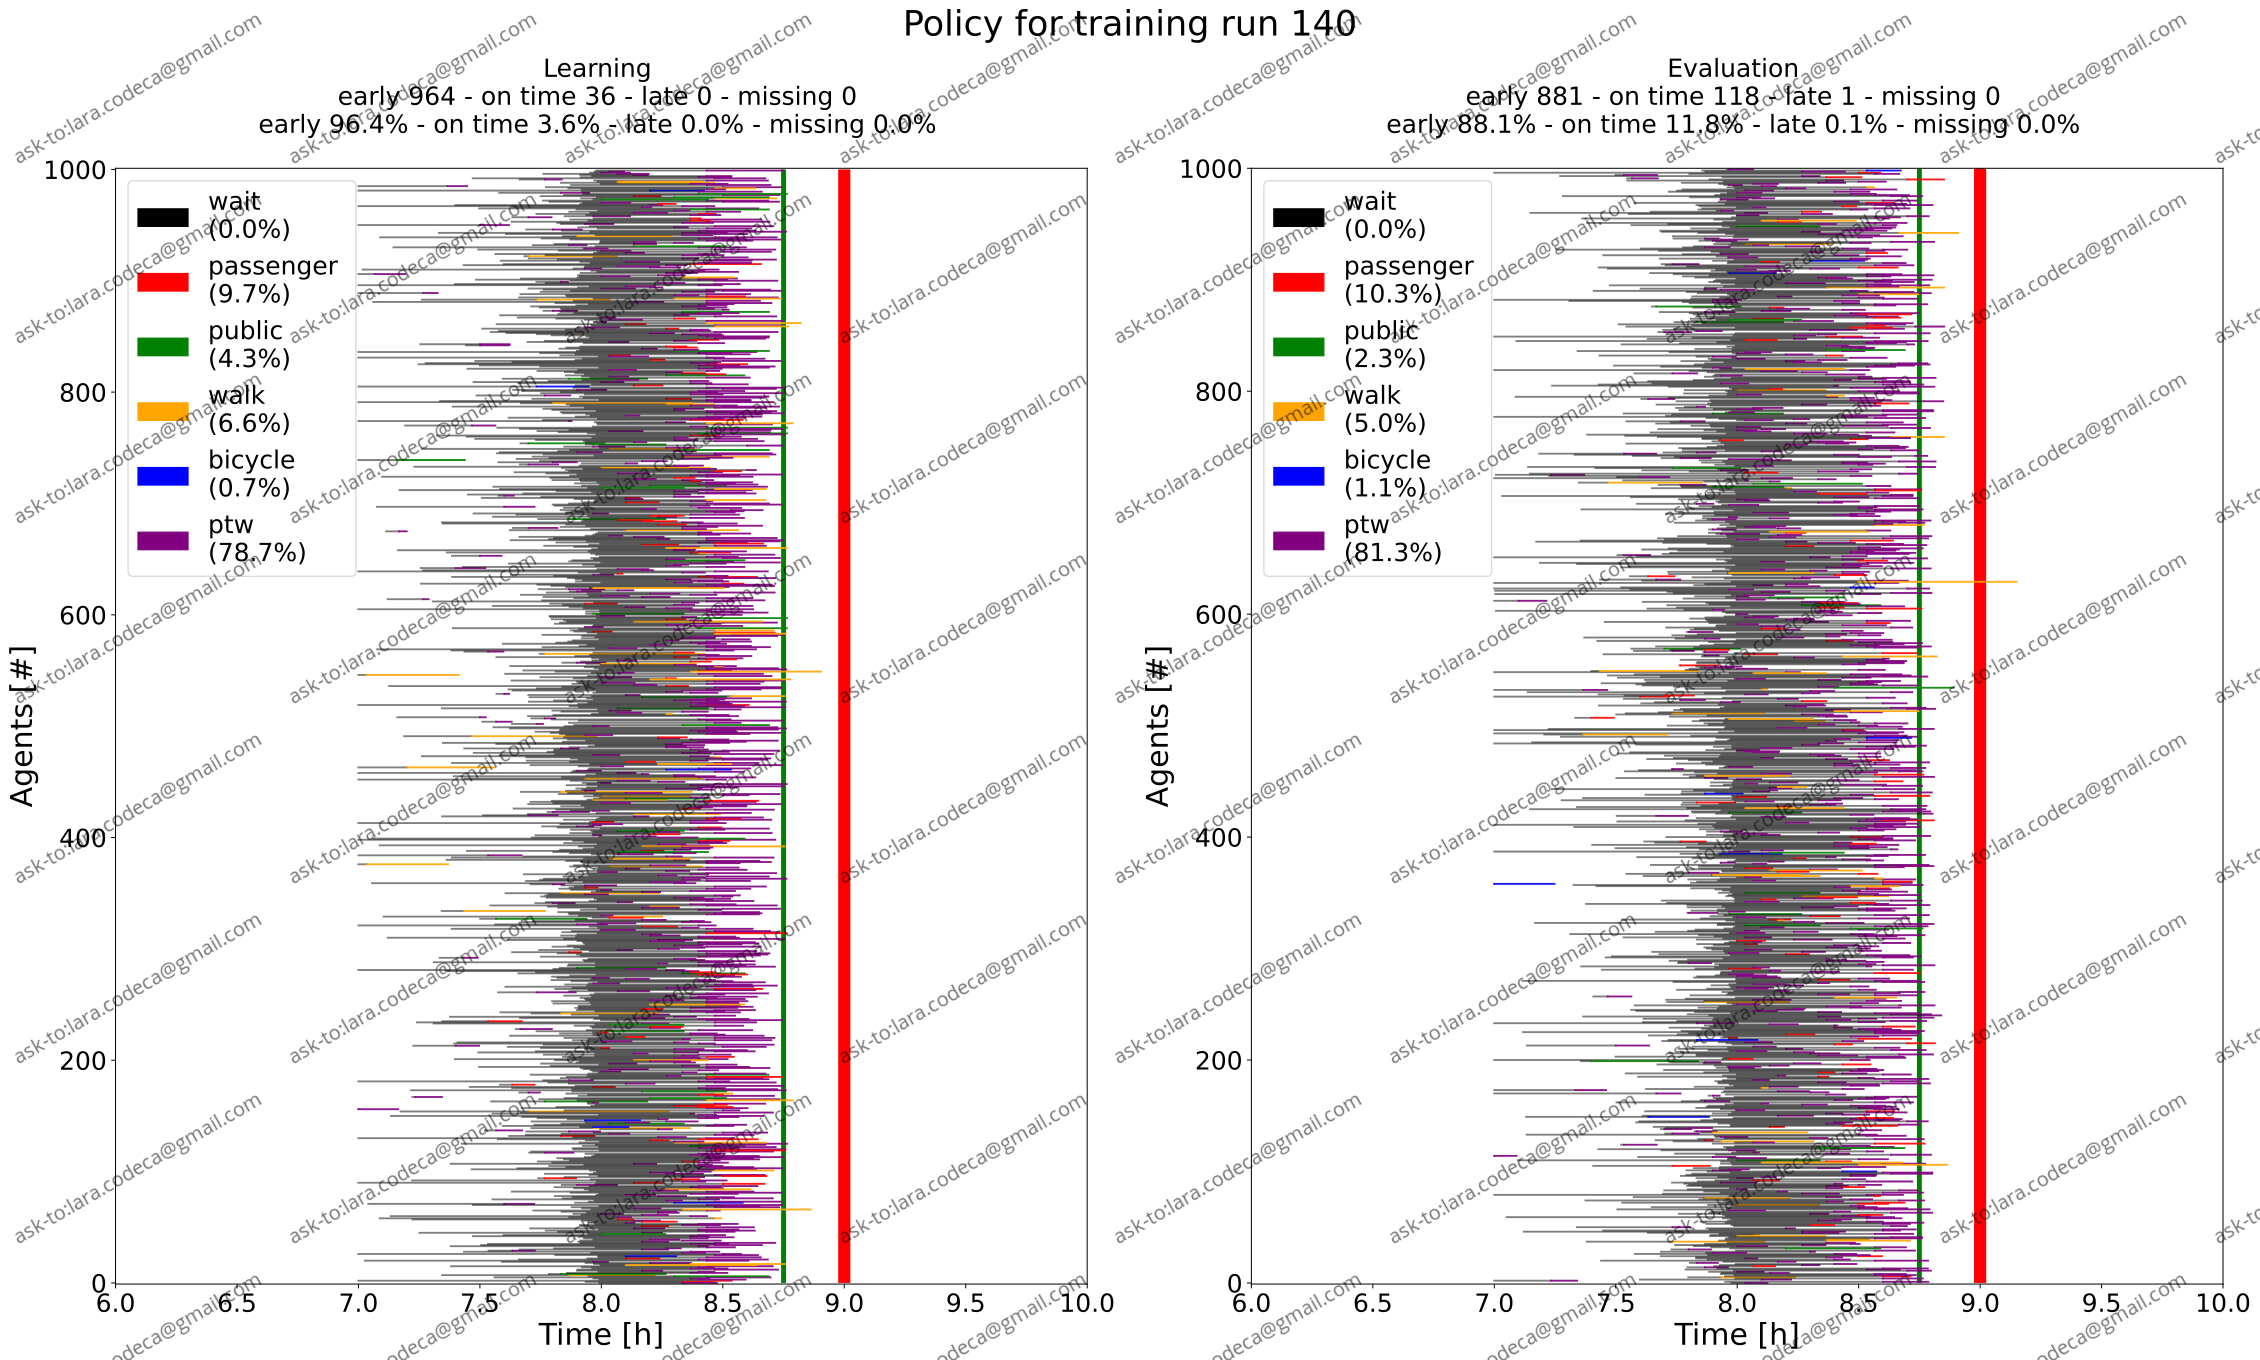 Policy for training run 140
Learning
early 964 - on time 36 - late 0 - missing 0
early 96.4% - on time 3.6% - late 0.0% - missing 0.0%
Agents [#]
1000
800
600
400
200
0
wait
(0.0%)
passenger
(9.7%)
public
(4.3%)
walk
(6.6%)
bicycle
(0.7%)
ptw
(78.7%)
6.0 6.5 7.0 7.5 8.0 8.5 9.0 9.5 10.0
Time [h]
Evaluation
early 881 - on time 118 - late 1 - missing 0
early 88.1% - on time 11.8% - late 0.1% - missing 0.0%
Agents [#]
1000
800
600
400
200
0
wait
(0.0%)
passenger
(10.3%)
public
(2.3%)
walk
(5.0%)
bicycle
(1.1%)
ptw
(81.3%)
6.0 6.5 7.0 7.5 8.0 8.5 9.0 9.5 10.0
Time [h]
ask-to:lara.codeca@gmail.com